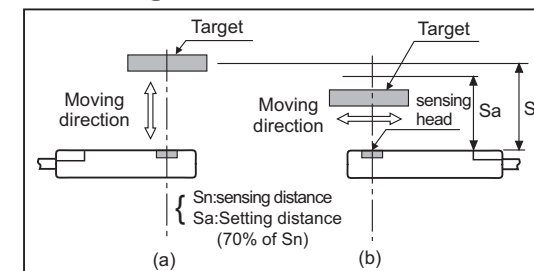 Target
Moving
direction
Sn:sensing distance
Sa:Setting distance
(70% of Sn)
(a)
Target
Moving
direction
sensing
head
Sa
(b)